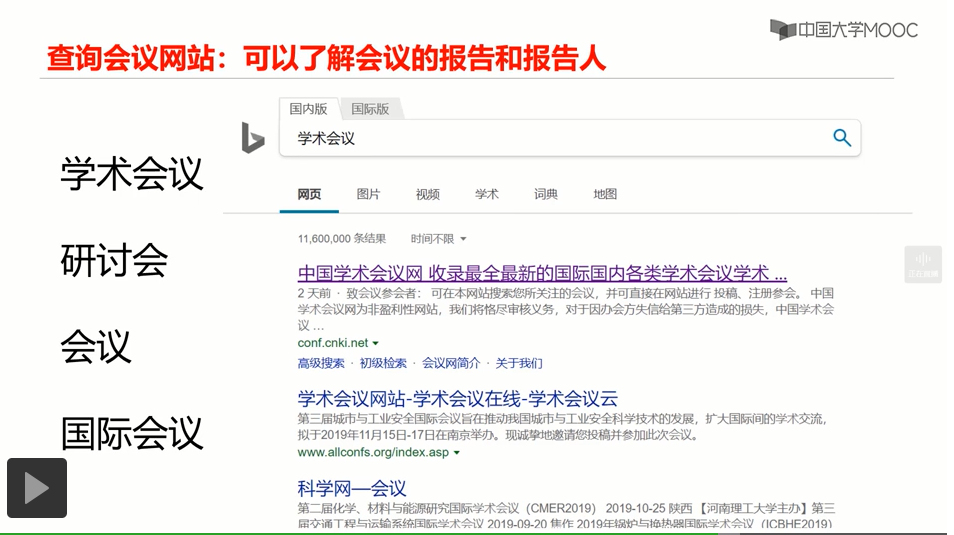 中国大学MOOC
查询会议网站：可以了解会议的报告和报告人
国内版 国际版
学术会议
学术会议
研讨会
会议
国际会议
网页 图片 视频 学术 词典 地图
11,600,000 条结果 时间不限
中国学术会议网 收录最全最新的国际国内各类学术会议学术 ...
2 天前 · 致会议参会者： 可在本网站搜索您所关注的会议，并可直接在网站进行 投稿、注册参会。 中国
学术会议网为非盈利性网站，我们将恪尽审核义务，对于因办会方失信给第三方造成的损失，中国学术会
议 ...
conf.cnki.net
高级搜索 · 初级检索 · 会议网简介 · 关于我们
学术会议网站-学术会议在线-学术会议云
第三届城市与工业安全国际会议旨在推动我国城市与工业安全科学技术的发展，扩大国际间的学术交流，
拟于2019年11月15日-17日在南京举办。现诚挚地邀请您投稿并参加此次会议。
www.allconfs.org/index.asp
科学网—会议
第二届化学、材料与能源研究国际学术会议（CMER2019） 2019-10-25 陕西 【河南理工大学主办】第三
届交通工程与运输系统国际学术会议 2019-09-20 焦作 2019年锅炉与换热器国际学术会议（ICBHE2019）